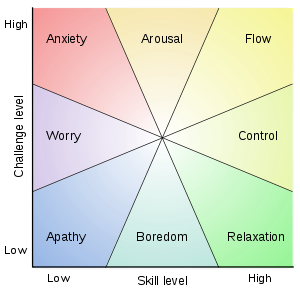 High
Anxiety
Arousal
Flow
Challenge level
Worry
Control
Apathy
Boredom
Relaxation
Low
Low
Skill level
High